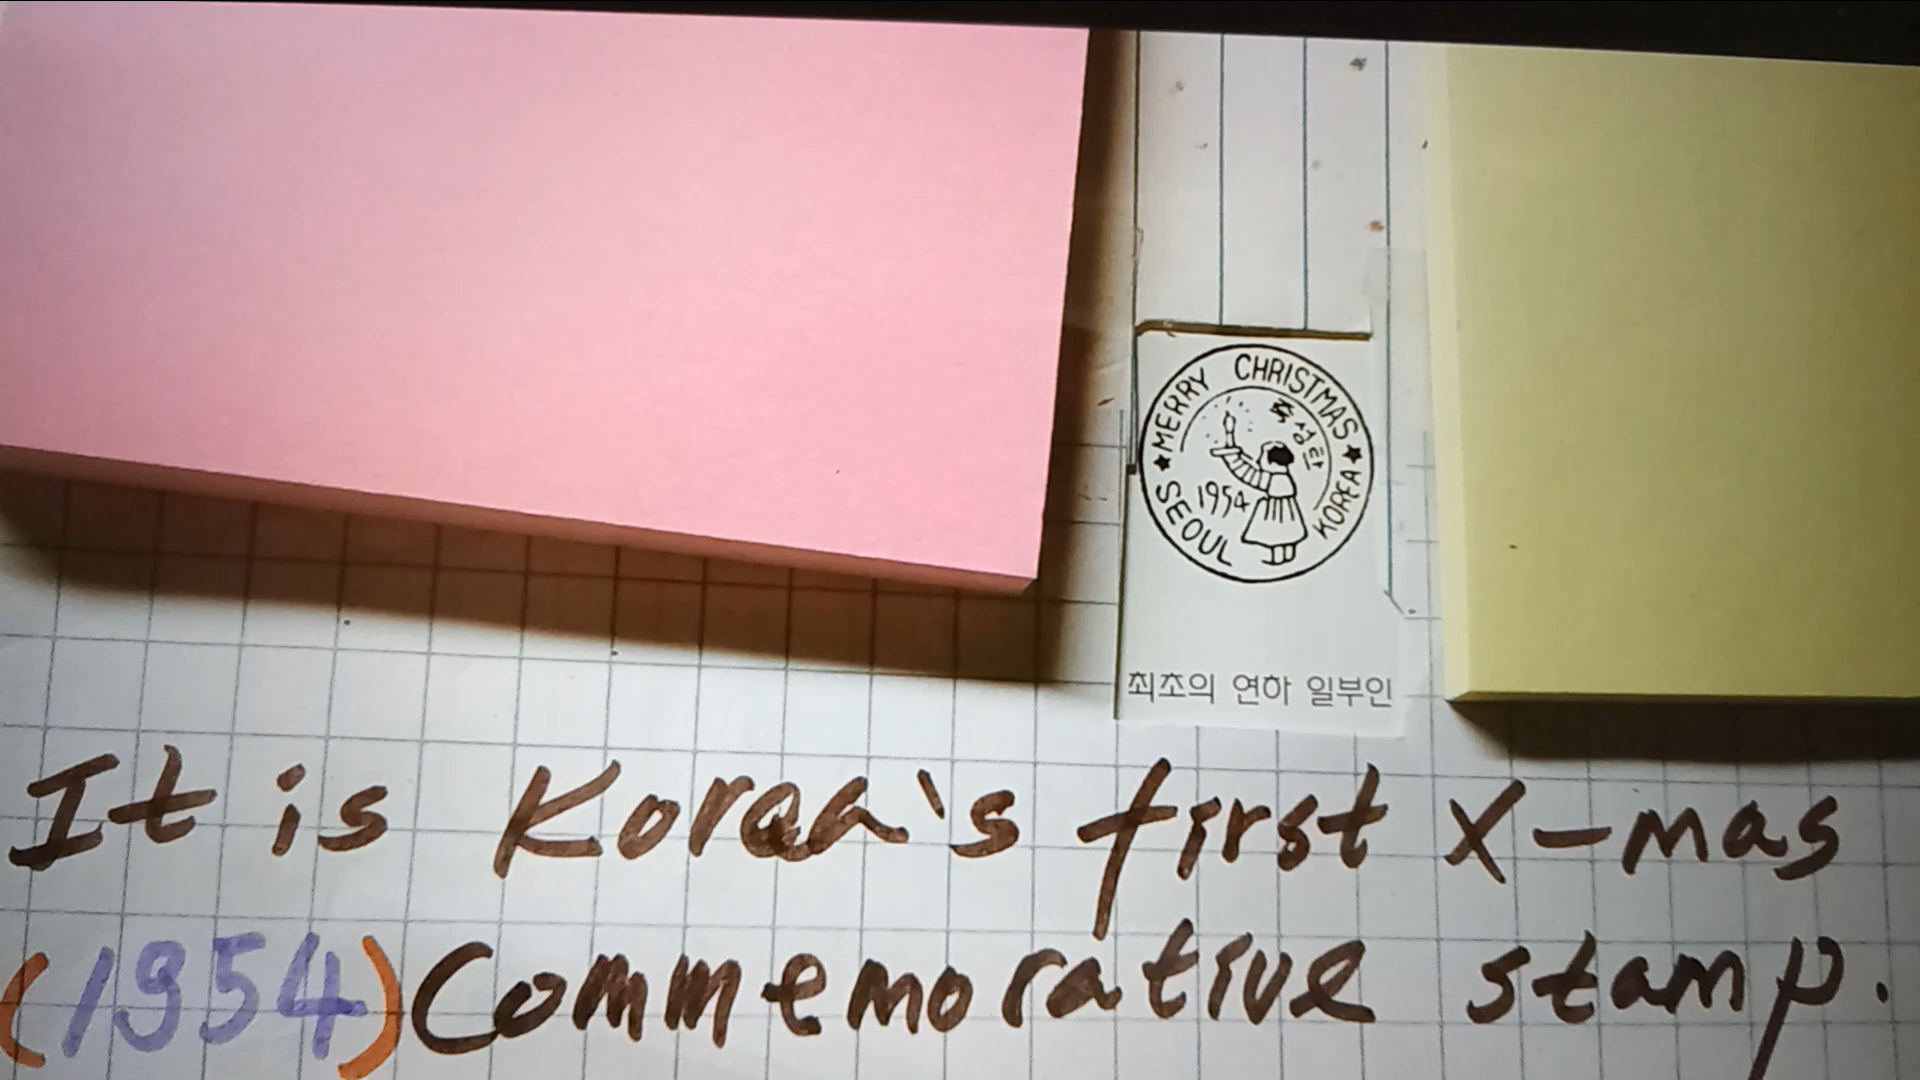 MERRY CHRISTMAS
축성탄
1954
SEOUL KOREA
최초의 연하 일부인
It is Korea's first X-mas
(1954) Commemorative stamp.